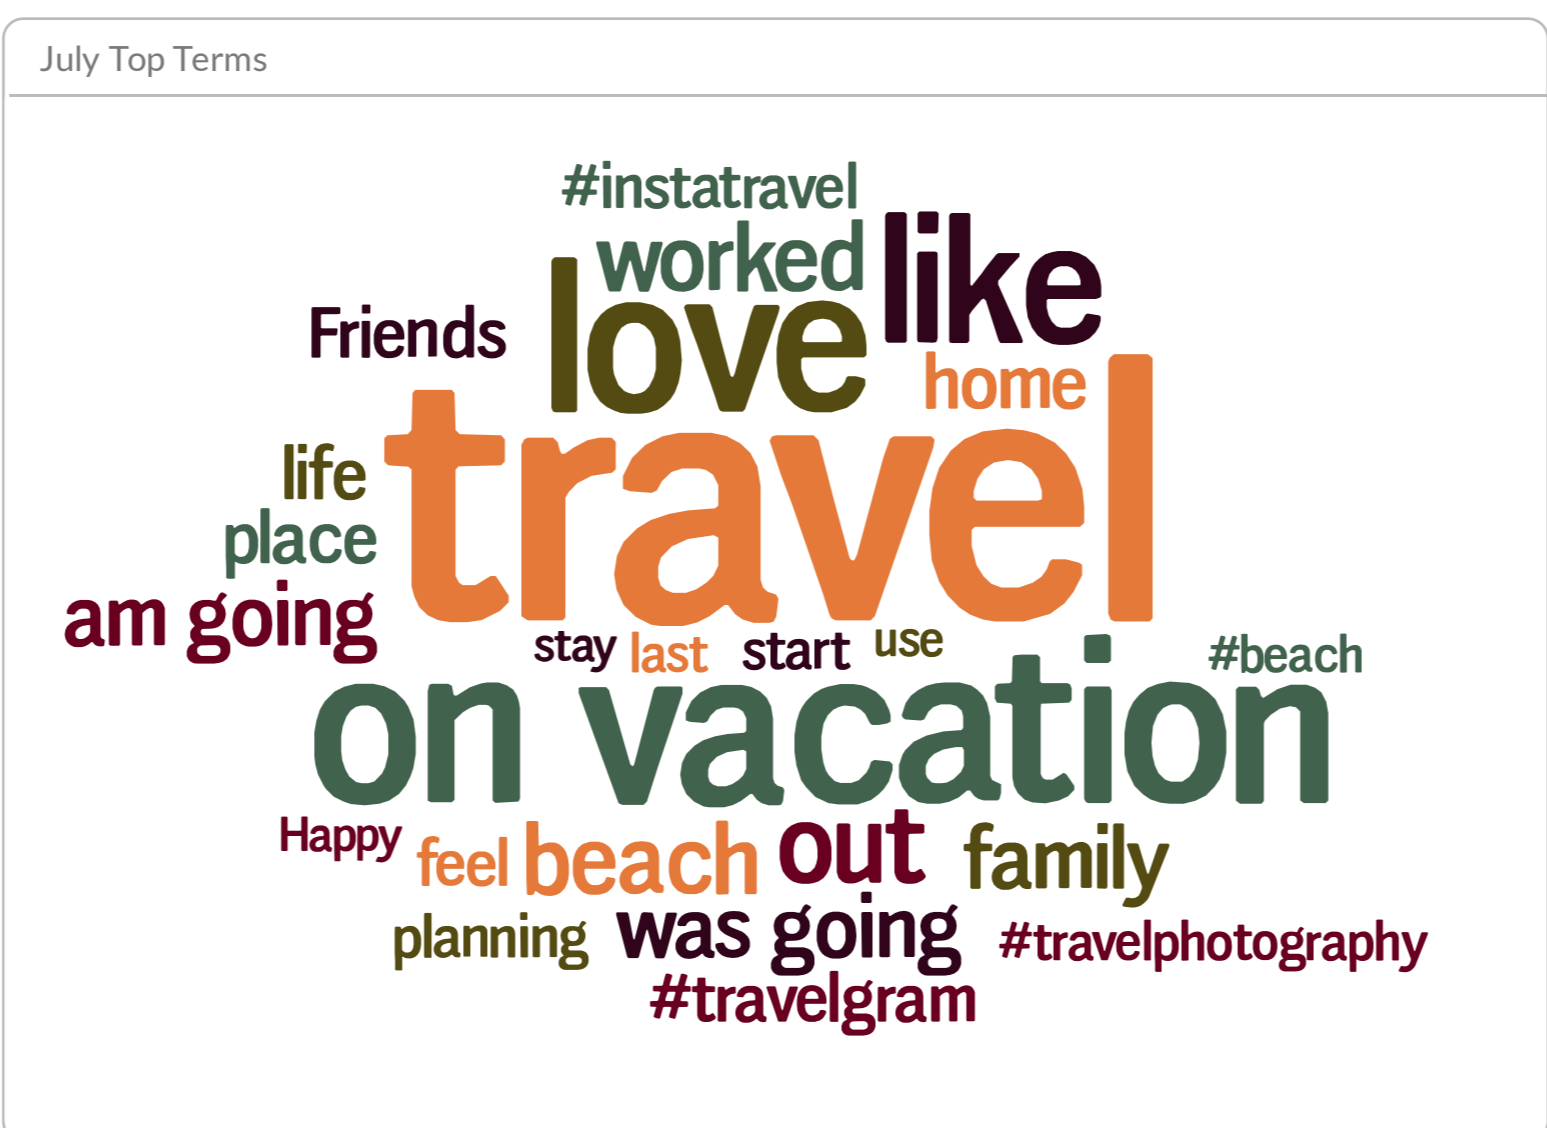 July Top Terms
#instatravel
worked
like
love
Friends
home
travel
life
place
am going
stay
last
start
use
#beach
on vacation
Happy
feel
beach
out
family
planning
was going
#travelphotography
#travelgram